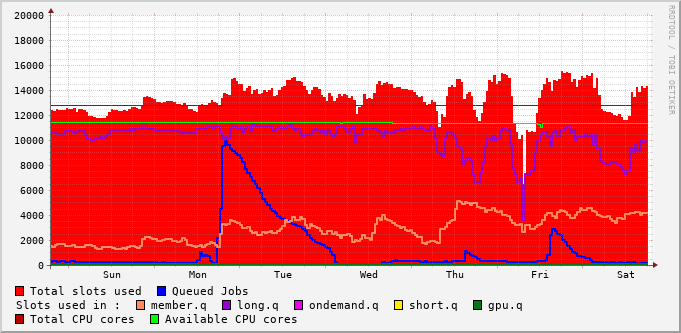 20000
18000
16000
14000
12000
10000
8000
6000
4000
2000
0
Sun Mon Tue Wed Thu Fri Sat
RRDTOOL / TOBI OETIKER
Total slots used Queued Jobs
Slots used in : member.q long.q ondemand.q short.q gpu.q
Total CPU cores Available CPU cores